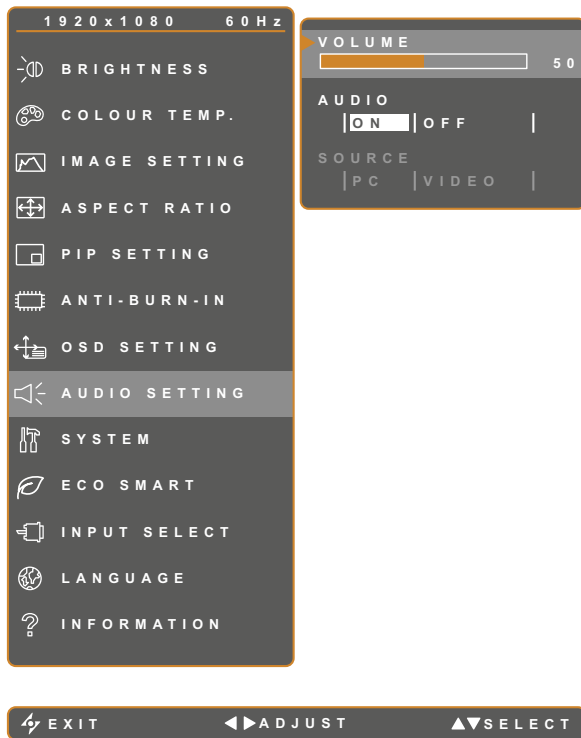 1920x1080 60Hz
BRIGHTNESS
COLOUR TEMP.
IMAGE SETTING
ASPECT RATIO
PIP SETTING
ANTI-BURN-IN
OSD SETTING
AUDIO SETTING
SYSTEM
ECO SMART
INPUT SELECT
LANGUAGE
? INFORMATION
VOLUME
50
AUDIO
ON OFF
SOURCE
PC VIDEO
EXIT ADJUST SELECT